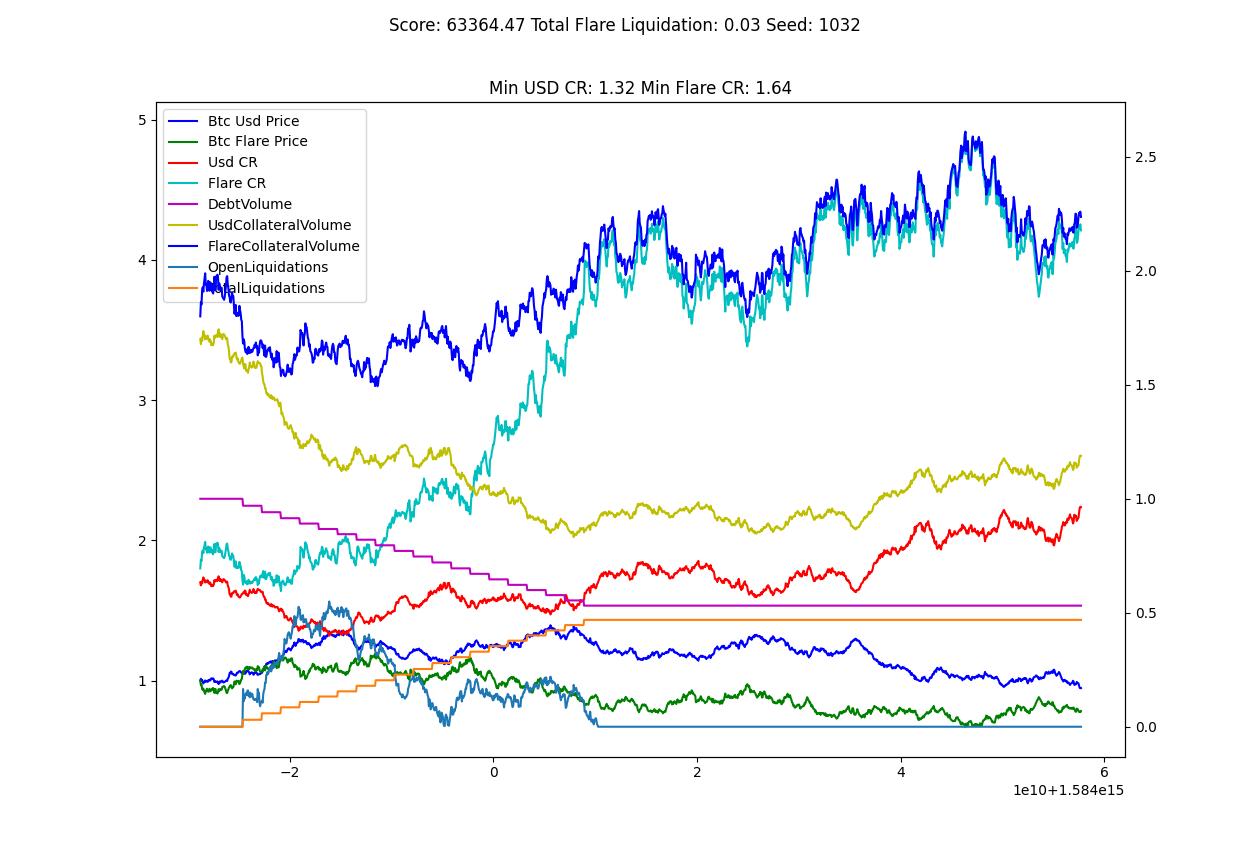 Score: 63364.47 Total Flare Liquidation: 0.03 Seed: 1032
Min USD CR: 1.32 Min Flare CR: 1.64
Btc Usd Price
Btc Flare Price
Usd CR
Flare CR
DebtVolume
UsdCollateralVolume
FlareCollateralVolume
OpenLiquidations
TotalLiquidations
5
4
3
2
1
2.5
2.0
1.5
1.0
0.5
0.0
−2 0 2 4 6
1e10+1.584e15